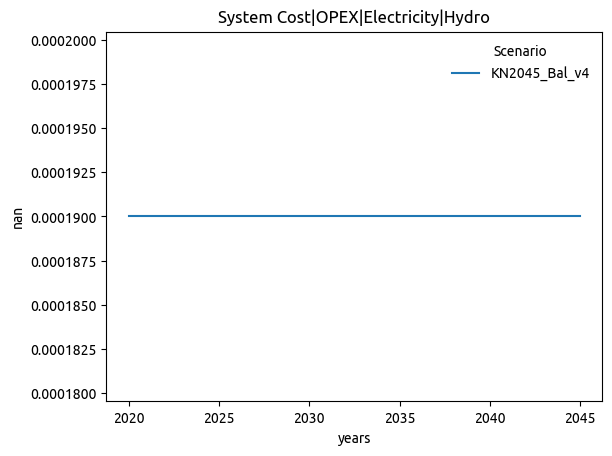 System Cost|OPEX|Electricity|Hydro
Scenario
KN2045_Bal_v4
0.0002000
0.0001975
0.0001950
0.0001925
0.0001900
0.0001875
0.0001850
0.0001825
0.0001800
nan
2020 2025 2030 2035 2040 2045
years